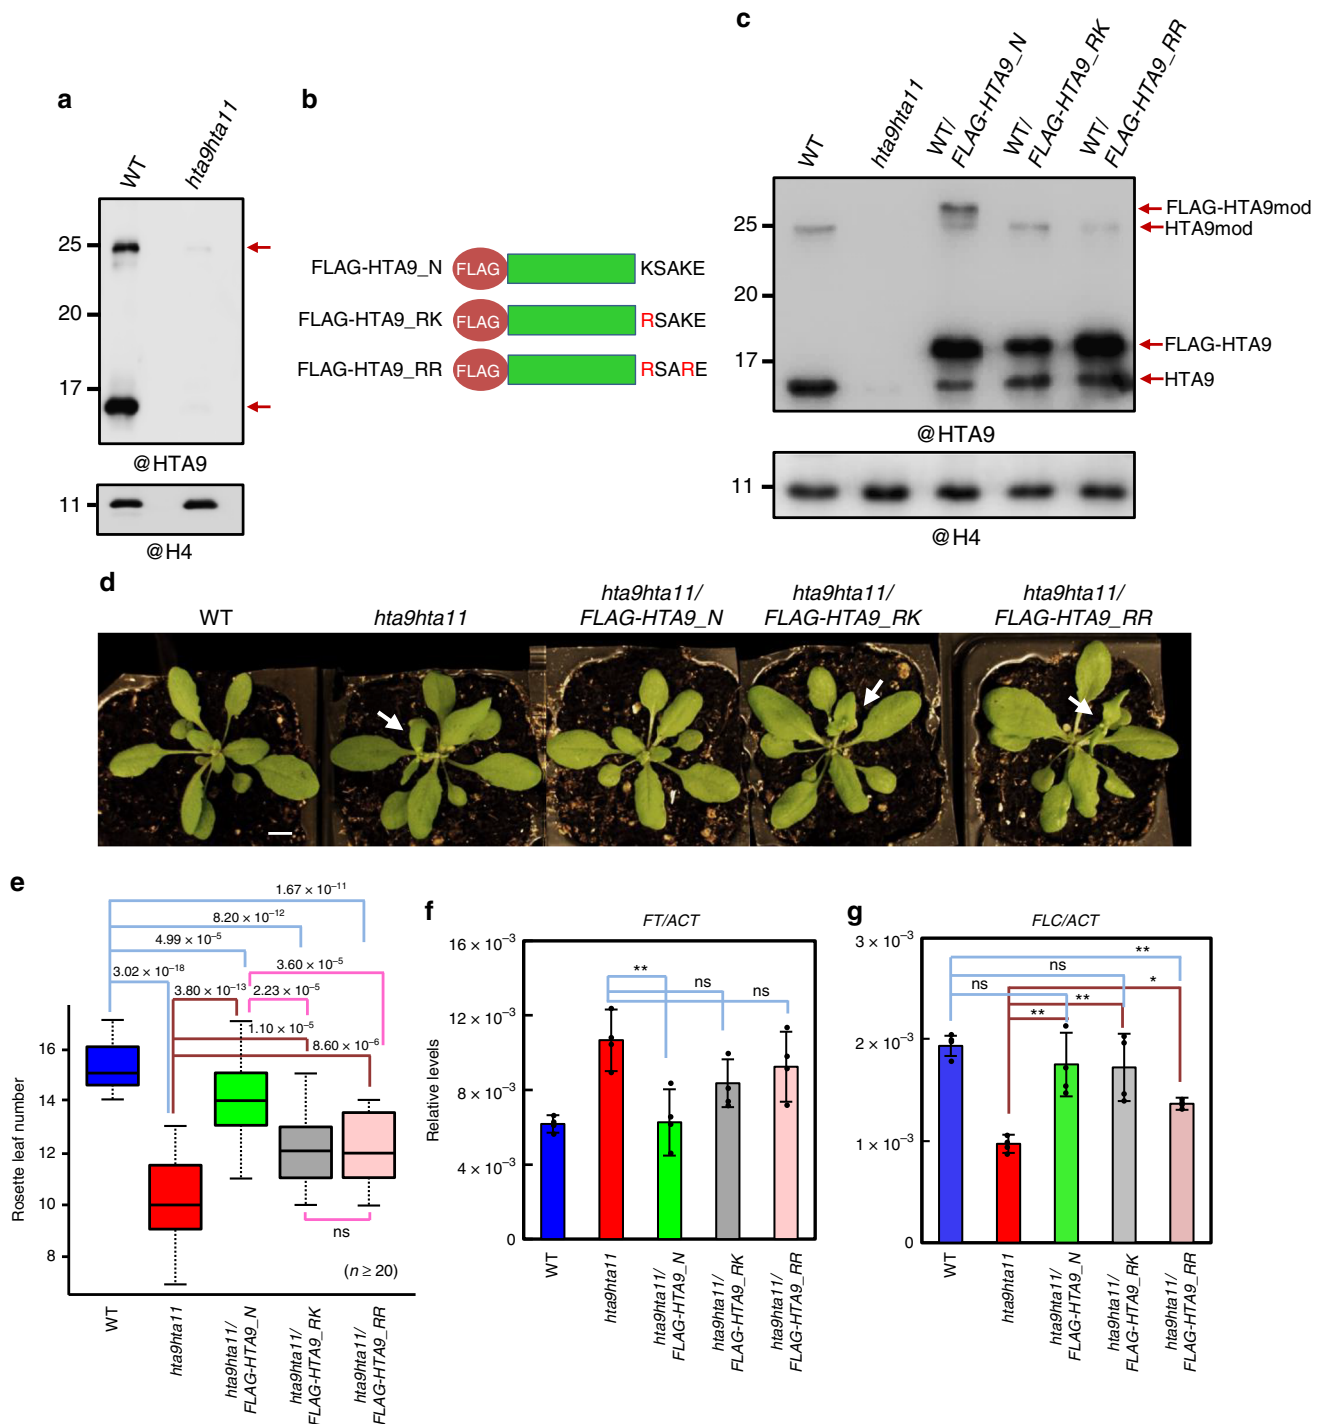 a
WT
hta9hta11
25
20
17
@HTA9
11
@H4
b
FLAG-HTA9_N FLAG KSAKE
FLAG-HTA9_RK FLAG RSAKE
FLAG-HTA9_RR FLAG RSARE
c
WT
hta9hta11
WT/
FLAG-HTA9_N
WT/
FLAG-HTA9_RK
WT/
FLAG-HTA9_RR
25
20
17
FLAG-HTA9mod
HTA9mod
FLAG-HTA9
HTA9
@HTA9
11
@H4
d
WT
hta9hta11
hta9hta11/
FLAG-HTA9_N
hta9hta11/
FLAG-HTA9_RK
hta9hta11/
FLAG-HTA9_RR
e
1.67 × 10⁻¹¹
8.20 × 10⁻¹²
4.99 × 10⁻⁵
3.60 × 10⁻⁵
3.02 × 10⁻¹⁸
3.80 × 10⁻¹³
2.23 × 10⁻⁵
1.10 × 10⁻⁵
8.60 × 10⁻⁶
Rosette leaf number
16
14
12
10
8
ns
(n ≥ 20)
WT
hta9hta11
hta9hta11/
FLAG-HTA9_N
hta9hta11/
FLAG-HTA9_RK
hta9hta11/
FLAG-HTA9_RR
f
FT/ACT
Relative levels
16 × 10⁻³
12 × 10⁻³
8 × 10⁻³
4 × 10⁻³
0
**
ns
ns
WT
hta9hta11
hta9hta11/
FLAG-HTA9_N
hta9hta11/
FLAG-HTA9_RK
hta9hta11/
FLAG-HTA9_RR
g
FLC/ACT
3 × 10⁻³
2 × 10⁻³
1 × 10⁻³
0
**
ns
ns
*
**
**
WT
hta9hta11
hta9hta11/
FLAG-HTA9_N
hta9hta11/
FLAG-HTA9_RK
hta9hta11/
FLAG-HTA9_RR